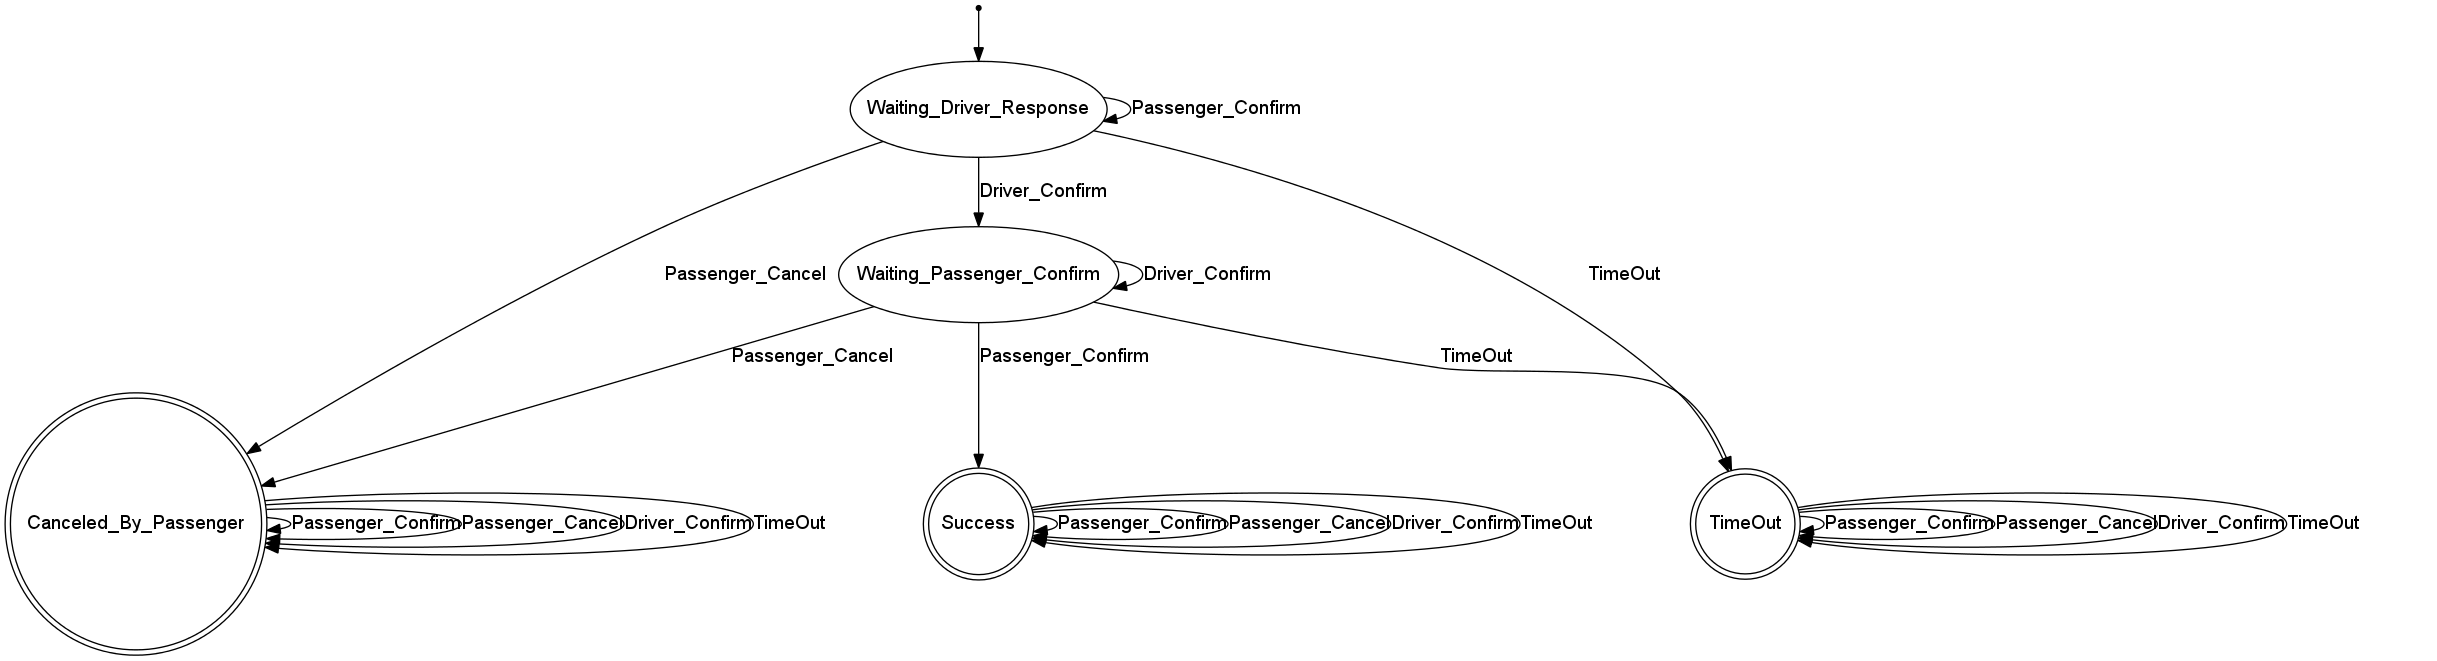 Waiting_Driver_Response
Passenger_Confirm
Driver_Confirm
Passenger_Cancel
Waiting_Passenger_Confirm
Driver_Confirm
TimeOut
Passenger_Cancel
Passenger_Confirm
TimeOut
Canceled_By_Passenger
Passenger_Confirm
Passenger_Cancel
Driver_Confirm
TimeOut
Success
Passenger_Confirm
Passenger_Cancel
Driver_Confirm
TimeOut
TimeOut
Passenger_Confirm
Passenger_Cancel
Driver_Confirm
TimeOut